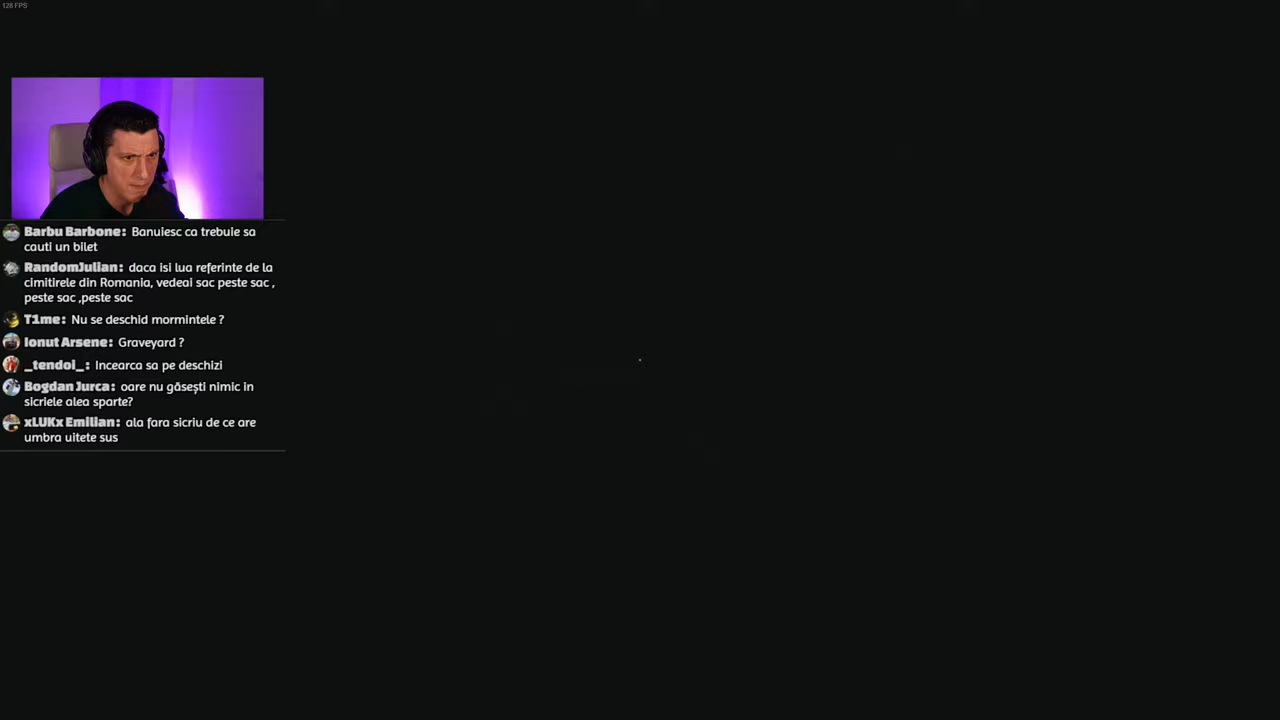 128 FPS
Barbu Barbone: Banuiesc ca trebuie sa
cauti un bilet
RandomJulian: daca isi lua referinte de la
cimitirele din Romania, vedeai sac peste sac ,
peste sac ,peste sac
T1me: Nu se deschid mormintele ?
Ionut Arsene: Graveyard ?
_tendoi_: Incearca sa pe deschizi
Bogdan Jurca: oare nu găsești nimic in
sicriele alea sparte?
xLUKx Emilian: ala fara sicriu de ce are
umbra uitete sus